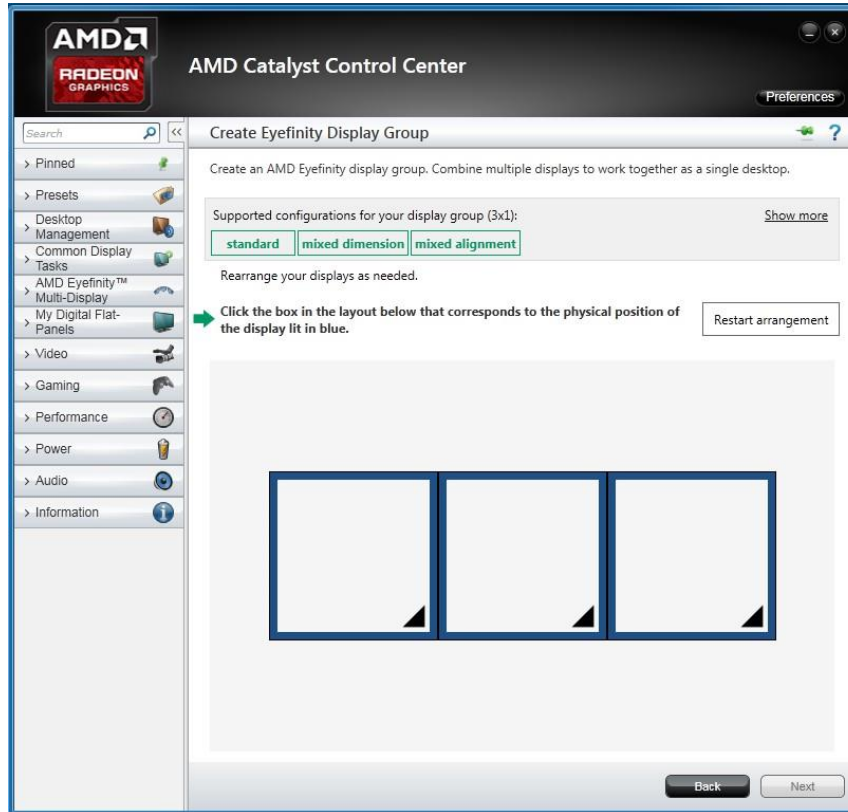 AMD
RADEON
GRAPHICS
AMD Catalyst Control Center
Preferences
Search
<<
Create Eyefinity Display Group
?
> Pinned
> Presets
> Desktop
Management
> Common Display
Tasks
> AMD Eyefinity™
Multi-Display
> My Digital Flat-
Panels
> Video
> Gaming
> Performance
> Power
> Audio
> Information
Create an AMD Eyefinity display group. Combine multiple displays to work together as a single desktop.
Supported configurations for your display group (3x1):
Show more
standard mixed dimension mixed alignment
Rearrange your displays as needed.
Click the box in the layout below that corresponds to the physical position of
the display lit in blue.
Restart arrangement
Back
Next